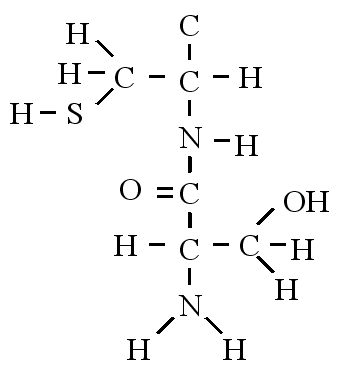 H C
H – C – C – H
H – S
N – H
O = C
OH
H – C – C – H
H
N
H H